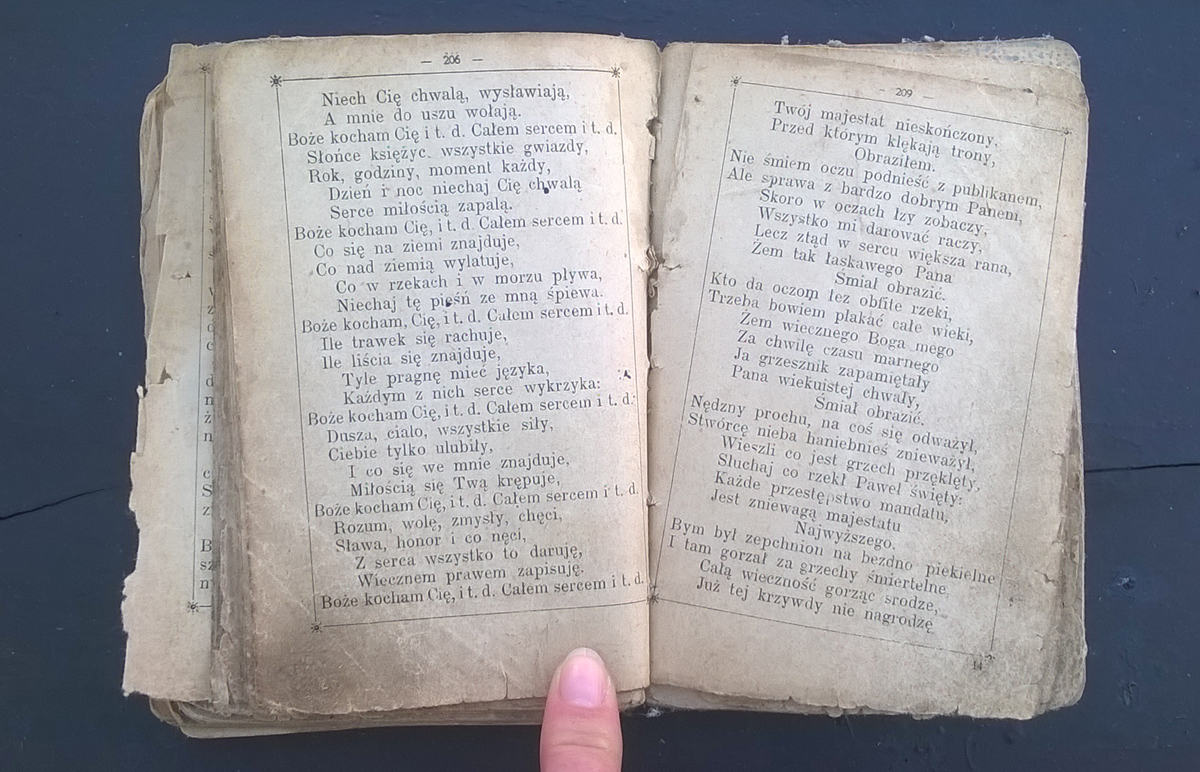 — 206 —
Niech Cię chwalą, wysławiają,
A mnie do uszu wołają.
Boże kocham Cię i t. d. Całem sercem i t. d.
Słońce księżyc. wszystkie gwiazdy,
Rok, godziny, moment każdy,
Dzień i noc niechaj Cię chwalą
Serce miłością zapalą.
Boże kocham Cię, i t. d. Całem sercem i t. d.
Co się na ziemi znajduje,
Co nad ziemią wylatuje,
Co w rzekach i w morzu pływa,
Niechaj tę pieśń ze mną śpiewa.
Boże kocham, Cię, i t. d. Całem sercem i t. d.
Ile trawek się rachuje,
Ile liścia się znajduje,
Tyle pragnę mieć języka,
Każdym z nich serce wykrzyka:
Boże kocham Cię, i t. d. Całem sercem i t. d.
Dusza, ciało, wszystkie siły,
Ciebie tylko ulubiły,
I co się we mnie znajduje,
Miłością się Twą krępuje,
Boże kocham Cię, i t. d. Całem sercem i t. d.
Rozum, wolę, zmysły, chęci,
Sława, honor i co nęci,
Z serca wszystko to daruję,
Wiecznem prawem zapisuję.
Boże kocham Cię, i t. d. Całem sercem i t. d.
— 209 —
Twój majestat nieskończony,
Przed którym klękają trony,
Obraziłem.
Nie śmiem oczu podnieść z publikanem,
Ale sprawa z bardzo dobrym Panem,
Skoro w oczach łzy zobaczy,
Wszystko mi darować raczy,
Lecz ztąd w sercu większa rana,
Żem tak łaskawego Pana
Śmiał obrazić.
Kto da oczom łez obfite rzeki,
Trzeba bowiem płakać całe wieki,
Żem wiecznego Boga mego
Za chwilę czasu marnego
Ja grzesznik zapamiętały
Pana wiekuistej chwały,
Śmiał obrazić.
Nędzny prochu, na coś się odważył,
Stwórcę nieba haniebnieś znieważył,
Wieszli co jest grzech przęklęty,
Słuchaj co rzekł Paweł święty:
Każde przestępstwo mandatu,
Jest zniewagą majestatu
Najwyższego.
Bym był zepchnion na bezdno piekielne
I tam gorzał za grzechy śmiertelne
Całą wieczność gorząc srodze,
Już tej krzywdy nie nagrodzę
14